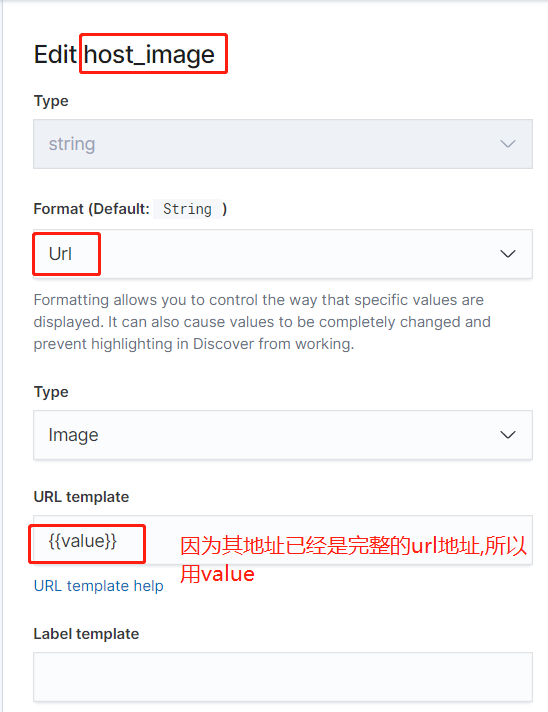 Edit host_image
Type
string
Format (Default: String )
Url
Formatting allows you to control the way that specific values are
displayed. It can also cause values to be completely changed and
prevent highlighting in Discover from working.
Type
Image
URL template
{{value}}
因为其地址已经是完整的url地址,所以
用value
URL template help
Label template